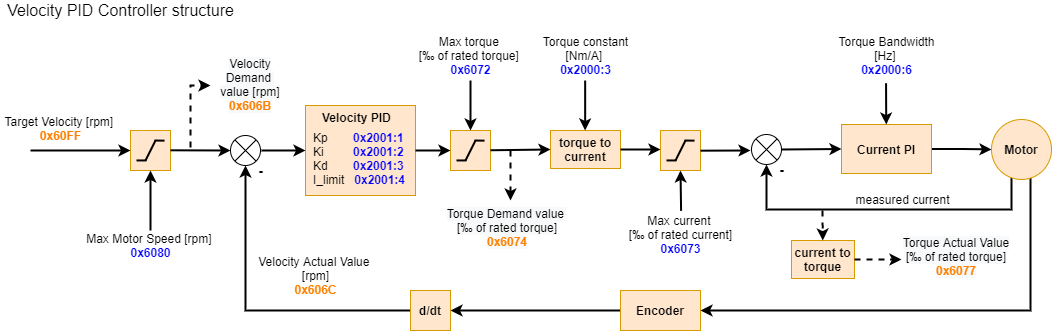 Velocity PID Controller structure
Target Velocity [rpm]
0x60FF
Max Motor Speed [rpm]
0x6080
Velocity
Demand
value [rpm]
0x606B
-
Velocity PID
Kp 0x2001:1
Ki 0x2001:2
Kd 0x2001:3
I_limit 0x2001:4
Max torque
[‰ of rated torque]
0x6072
Torque Demand value
[‰ of rated torque]
0x6074
Torque constant
[Nm/A]
0x2000:3
torque to
current
Max current
[‰ of rated current]
0x6073
-
Torque Bandwidth
[Hz]
0x2000:6
Current PI
Motor
measured current
current to
torque
Torque Actual Value
[‰ of rated torque]
0x6077
Velocity Actual Value
[rpm]
0x606C
d/dt
Encoder